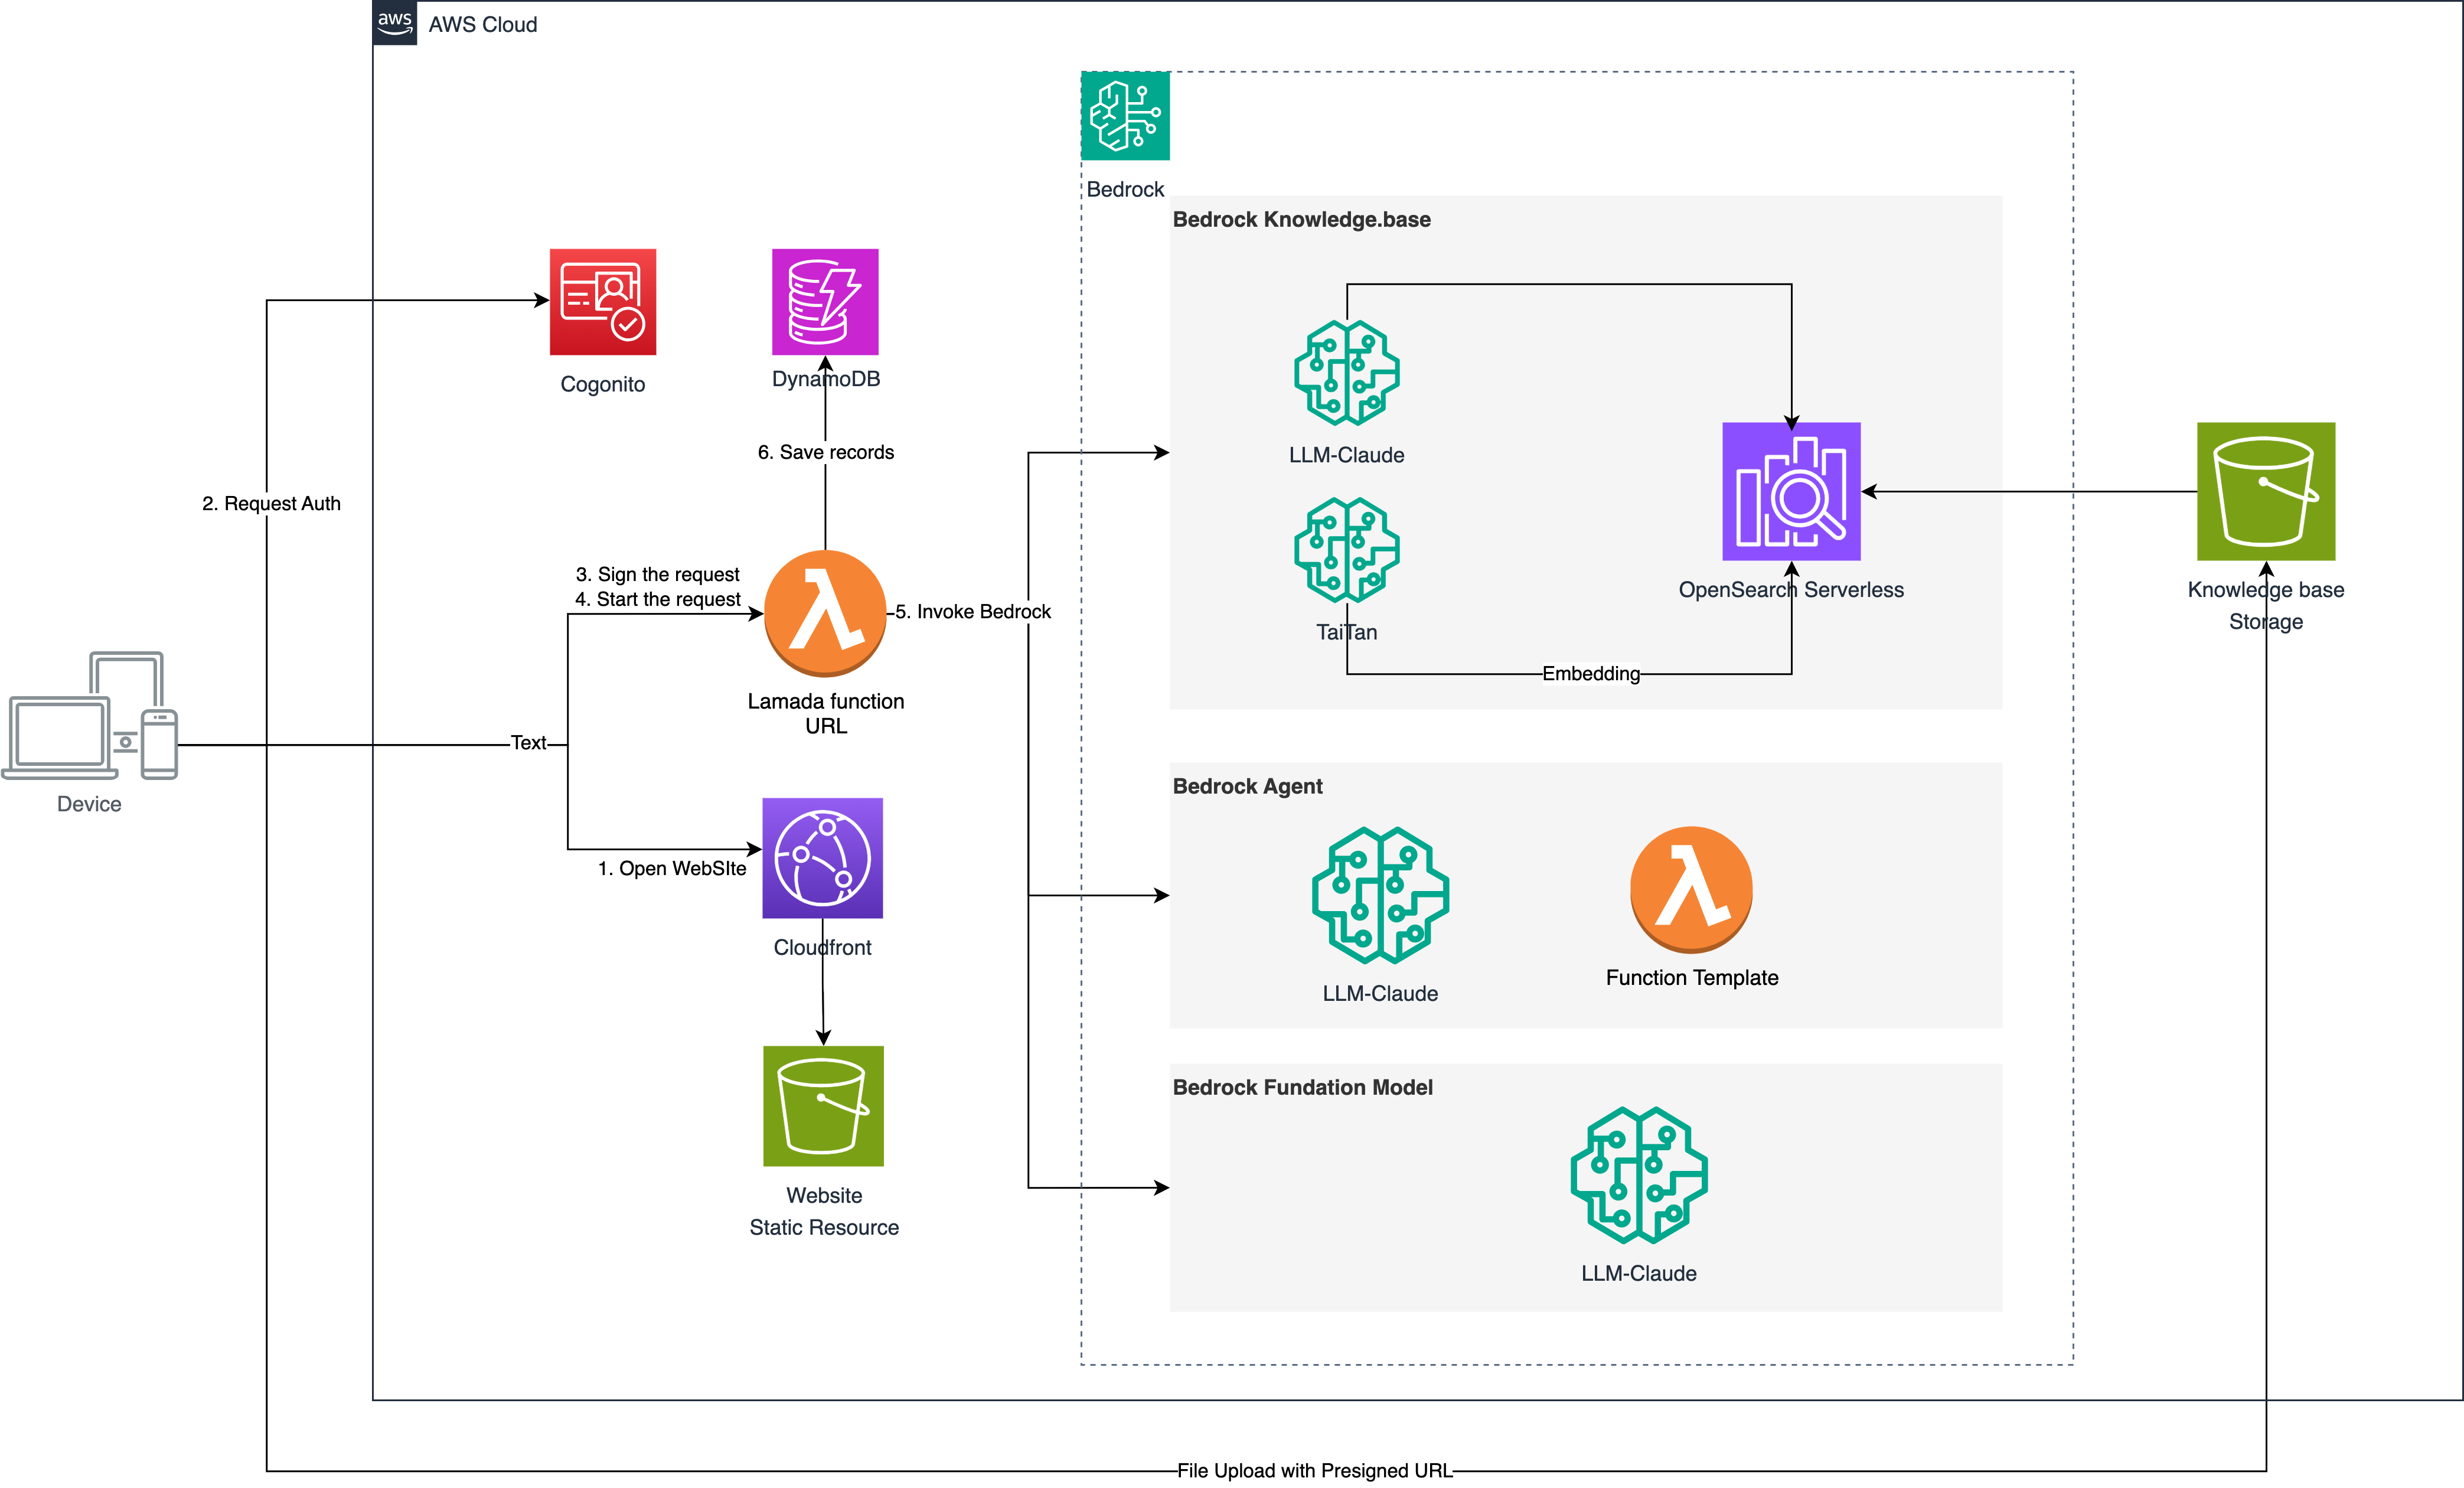 aws
AWS Cloud
Bedrock
Bedrock Knowledge.base
Cogonito
DynamoDB
6. Save records
LLM-Claude
2. Request Auth
3. Sign the request
4. Start the request
5. Invoke Bedrock
OpenSearch Serverless
Knowledge base
Storage
TaiTan
Embedding
Lamada function
URL
Text
Device
Bedrock Agent
1. Open WebSIte
Cloudfront
LLM-Claude
Function Template
Bedrock Fundation Model
Website
Static Resource
LLM-Claude
File Upload with Presigned URL